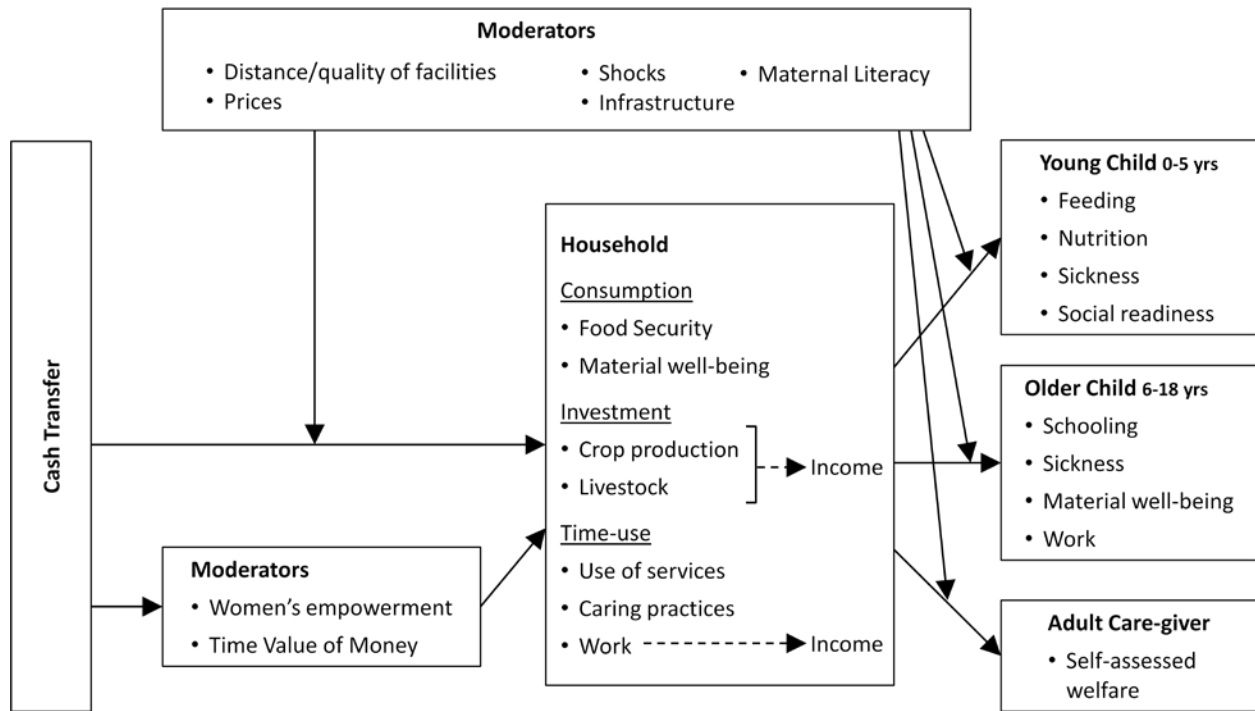 Moderators
• Distance/quality of facilities
• Prices
• Shocks
• Infrastructure
• Maternal Literacy
Cash Transfer
Moderators
• Women's empowerment
• Time Value of Money
Household
Consumption
• Food Security
• Material well-being
Investment
• Crop production
• Livestock
Income
Time-use
• Use of services
• Caring practices
• Work
Income
Young Child 0-5 yrs
• Feeding
• Nutrition
• Sickness
• Social readiness
Older Child 6-18 yrs
• Schooling
• Sickness
• Material well-being
• Work
Adult Care-giver
• Self-assessed
welfare